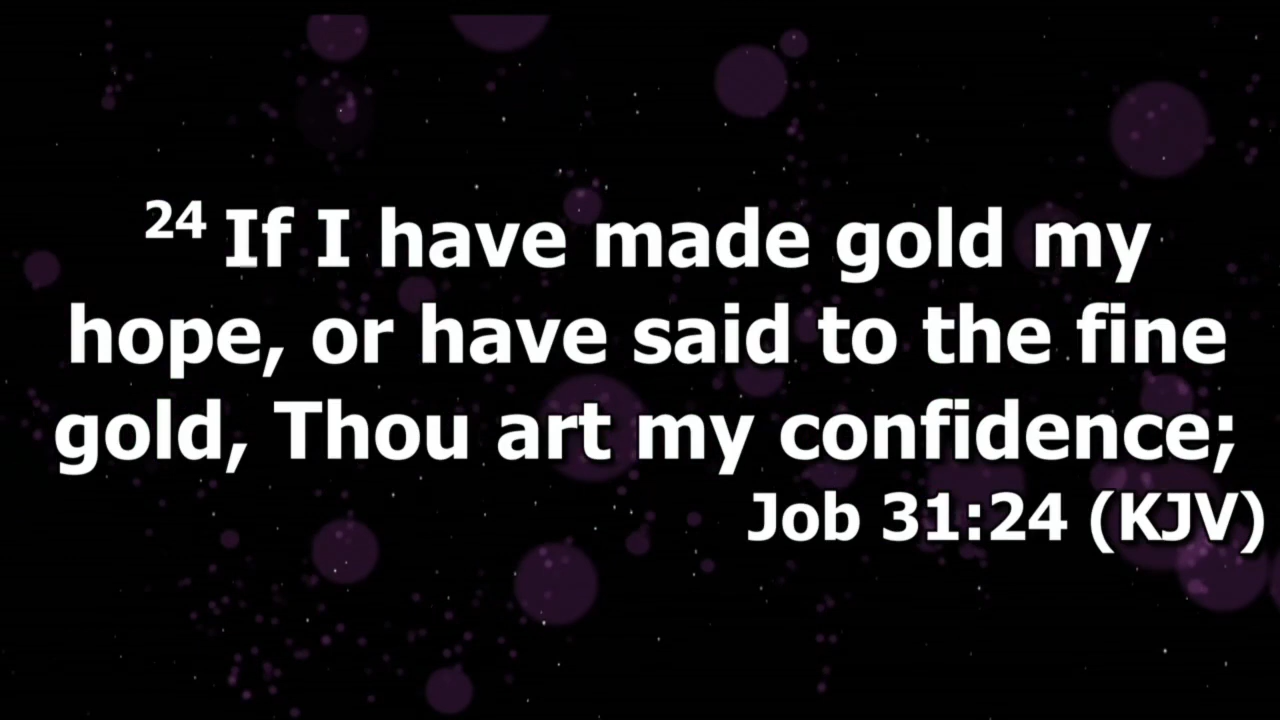 24 If I have made gold my
hope, or have said to the fine
gold, Thou art my confidence;
Job 31:24 (KJV)